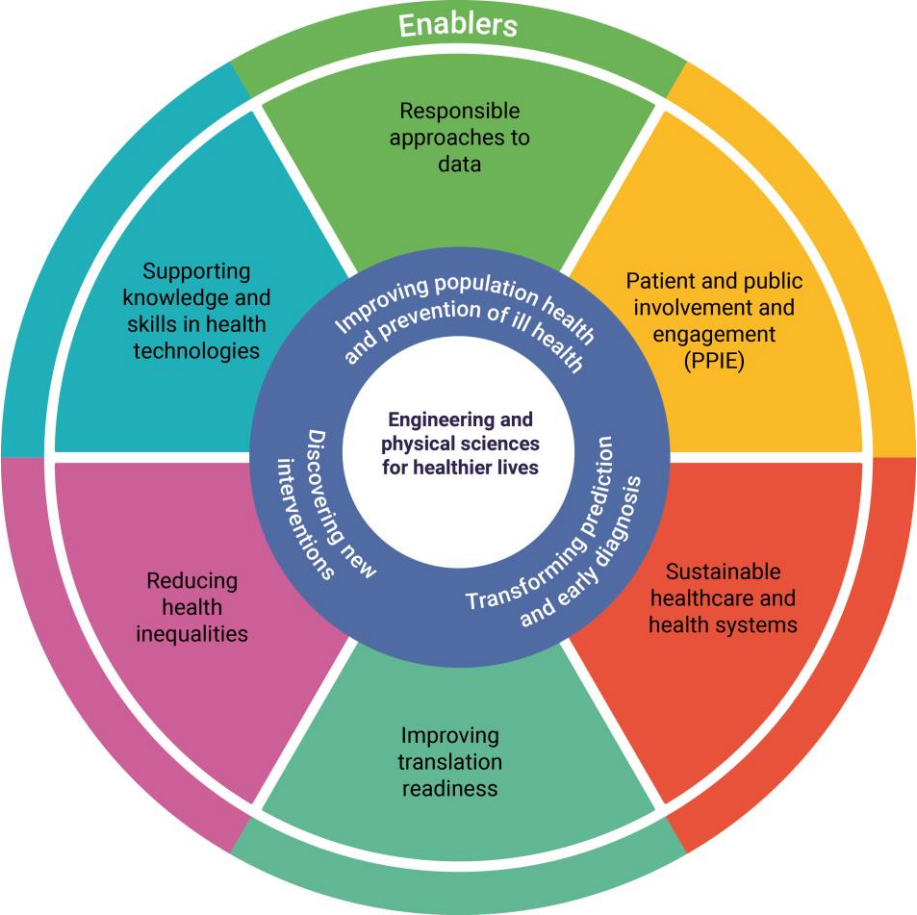 Enablers
Responsible
approaches to
data
Patient and public
involvement and
engagement
(PPIE)
Sustainable
healthcare and
health systems
Improving
translation
readiness
Reducing
health
inequalities
Supporting
knowledge and
skills in health
technologies
Improving population health
and prevention of ill health
Transforming prediction
and early diagnosis
Discovering new
interventions
Engineering and
physical sciences
for healthier lives